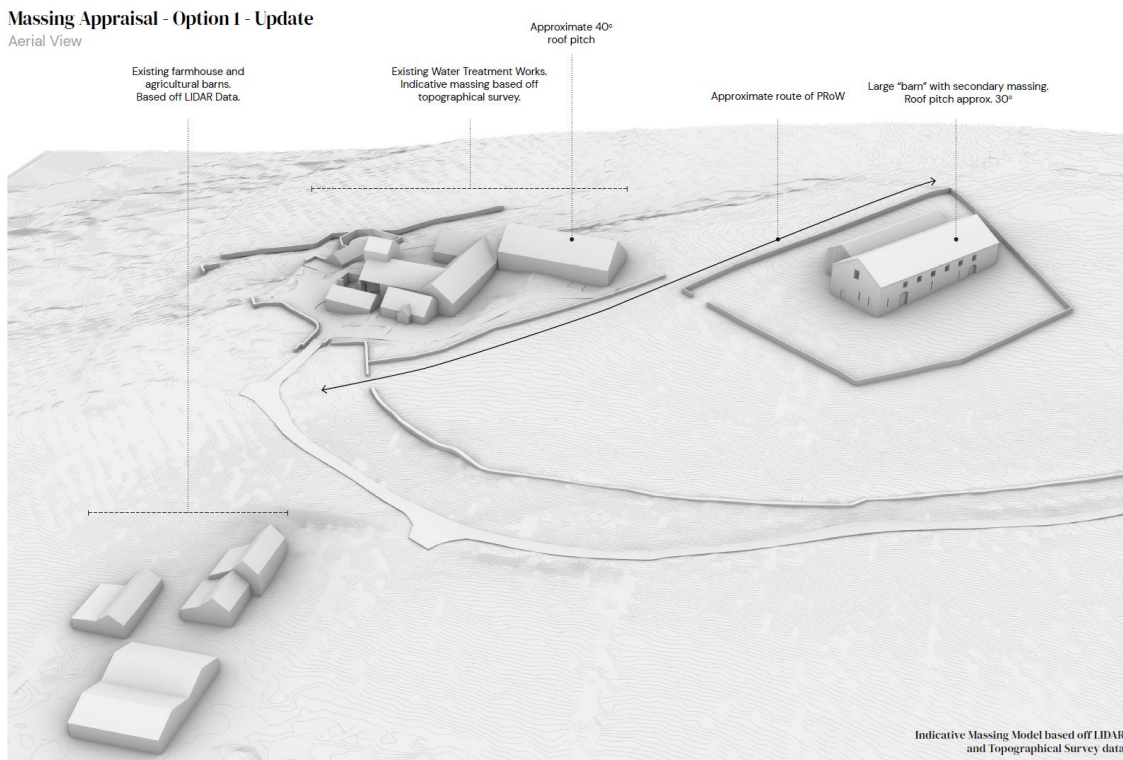 Massing Appraisal - Option 1 - Update
Aerial View
Approximate 40º
roof pitch
Existing farmhouse and
agricultural barns.
Based off LIDAR Data.
Existing Water Treatment Works.
Indicative massing based off
topographical survey.
Approximate route of PRoW
Large "barn" with secondary massing.
Roof pitch approx. 30º
Indicative Massing Model based off LIDAR
and Topographical Survey data